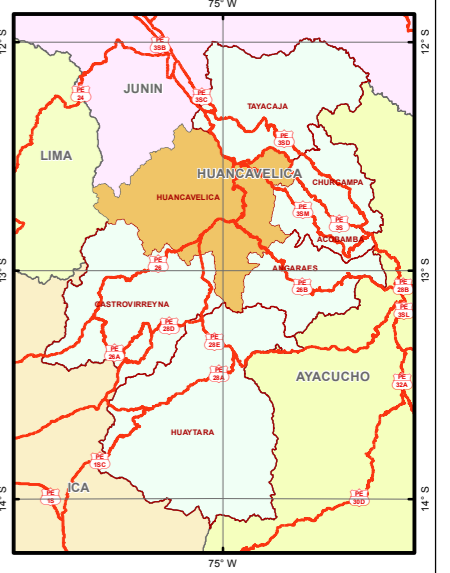 75° W
12° S
12° S
PE
3SB
JUNIN
PE
24
PE
3SC
TAYACAJA
PE
3SD
LIMA
HUANCAVELICA
CHURCAMPA
HUANCAVELICA
PE
3SM
PE
3S
ACOBAMBA
13° S
13° S
PE
26
ANGARAES
PE
26B
PE
28B
CASTROVIRREYNA
PE
3SL
PE
28D
PE
26A
PE
28E
PE
28A
AYACUCHO
PE
32A
HUAYTARA
PE
1SC
ICA
PE
1S
PE
30D
14° S
14° S
75° W